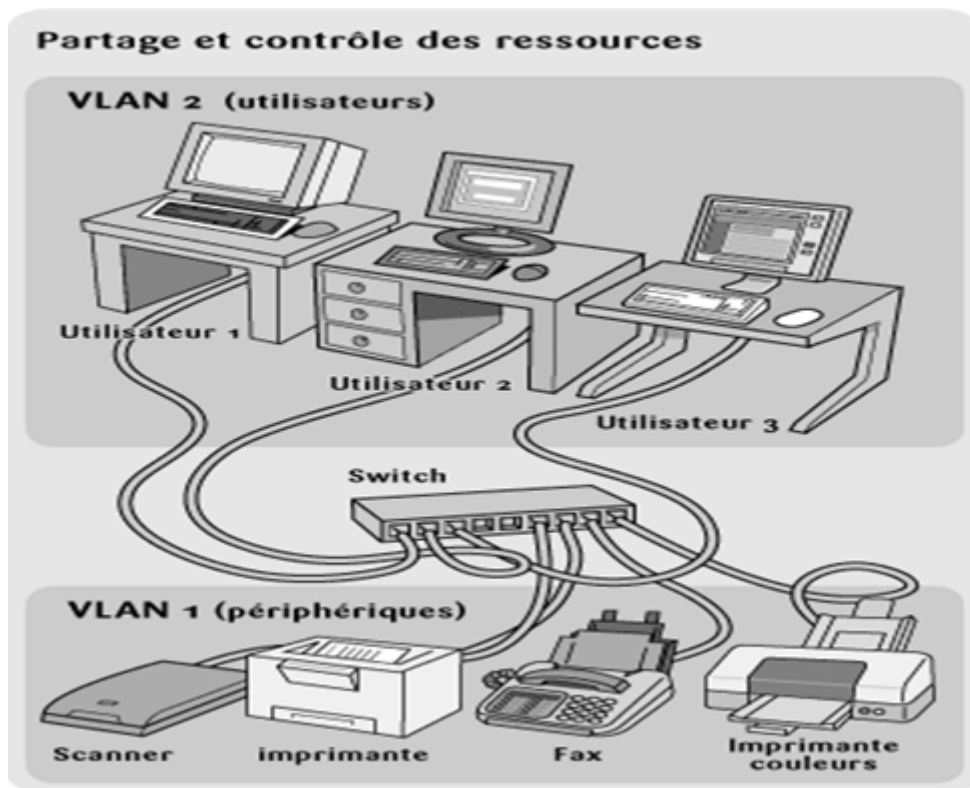 Partage et contrôle des ressources
VLAN 2 (utilisateurs)
Utilisateur 1
Utilisateur 2
Utilisateur 3
Switch
VLAN 1 (périphériques)
Scanner
imprimante
Fax
Imprimante
couleurs